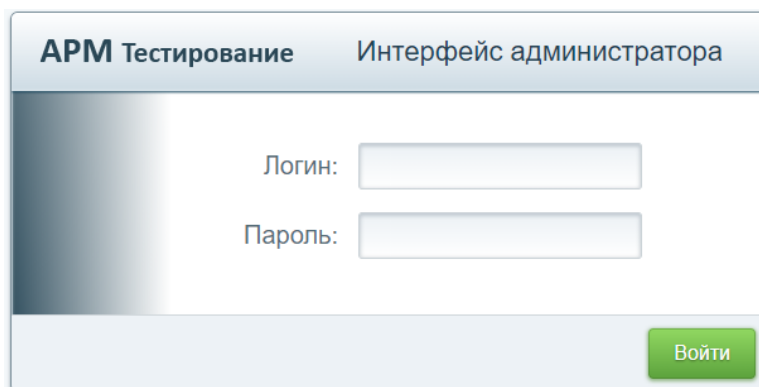 АРМ Тестирование Интерфейс администратора
Логин:
Пароль:
Войти